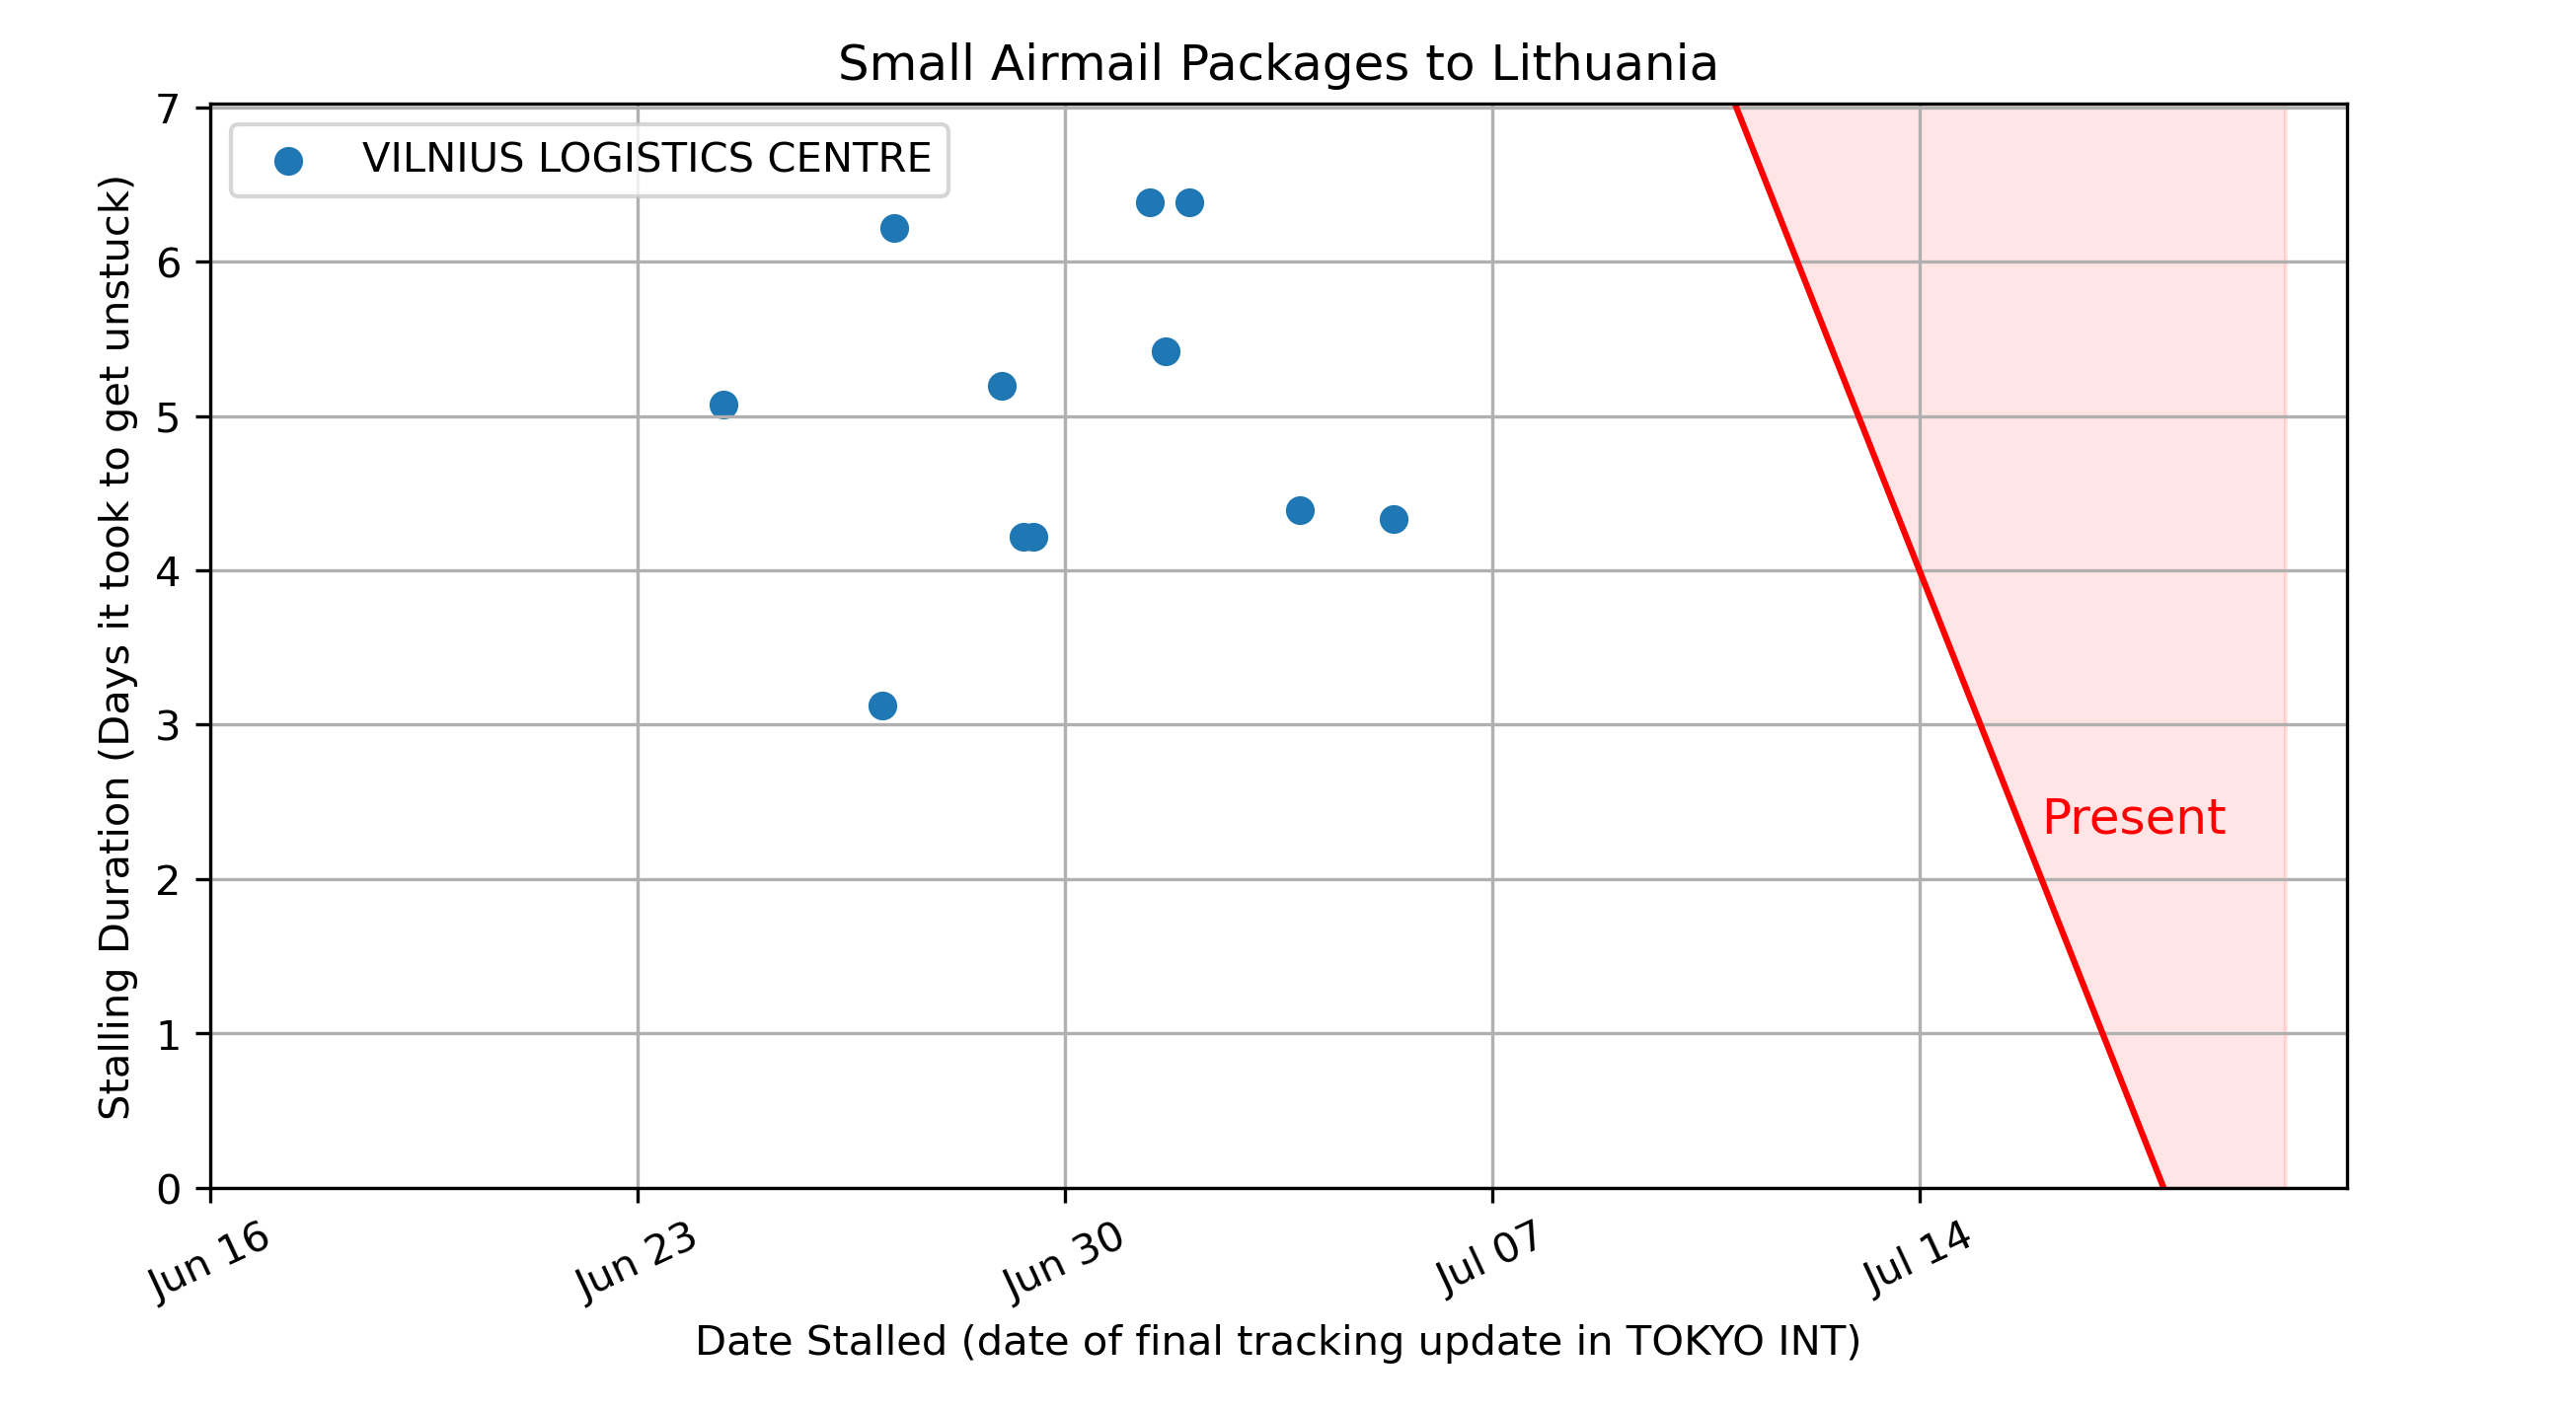 Small Airmail Packages to Lithuania
VILNIUS LOGISTICS CENTRE
Stalling Duration (Days it took to get unstuck)
7
6
5
4
3
2
1
0
Present
Jun 16
Jun 23
Jun 30
Jul 07
Jul 14
Date Stalled (date of final tracking update in TOKYO INT)